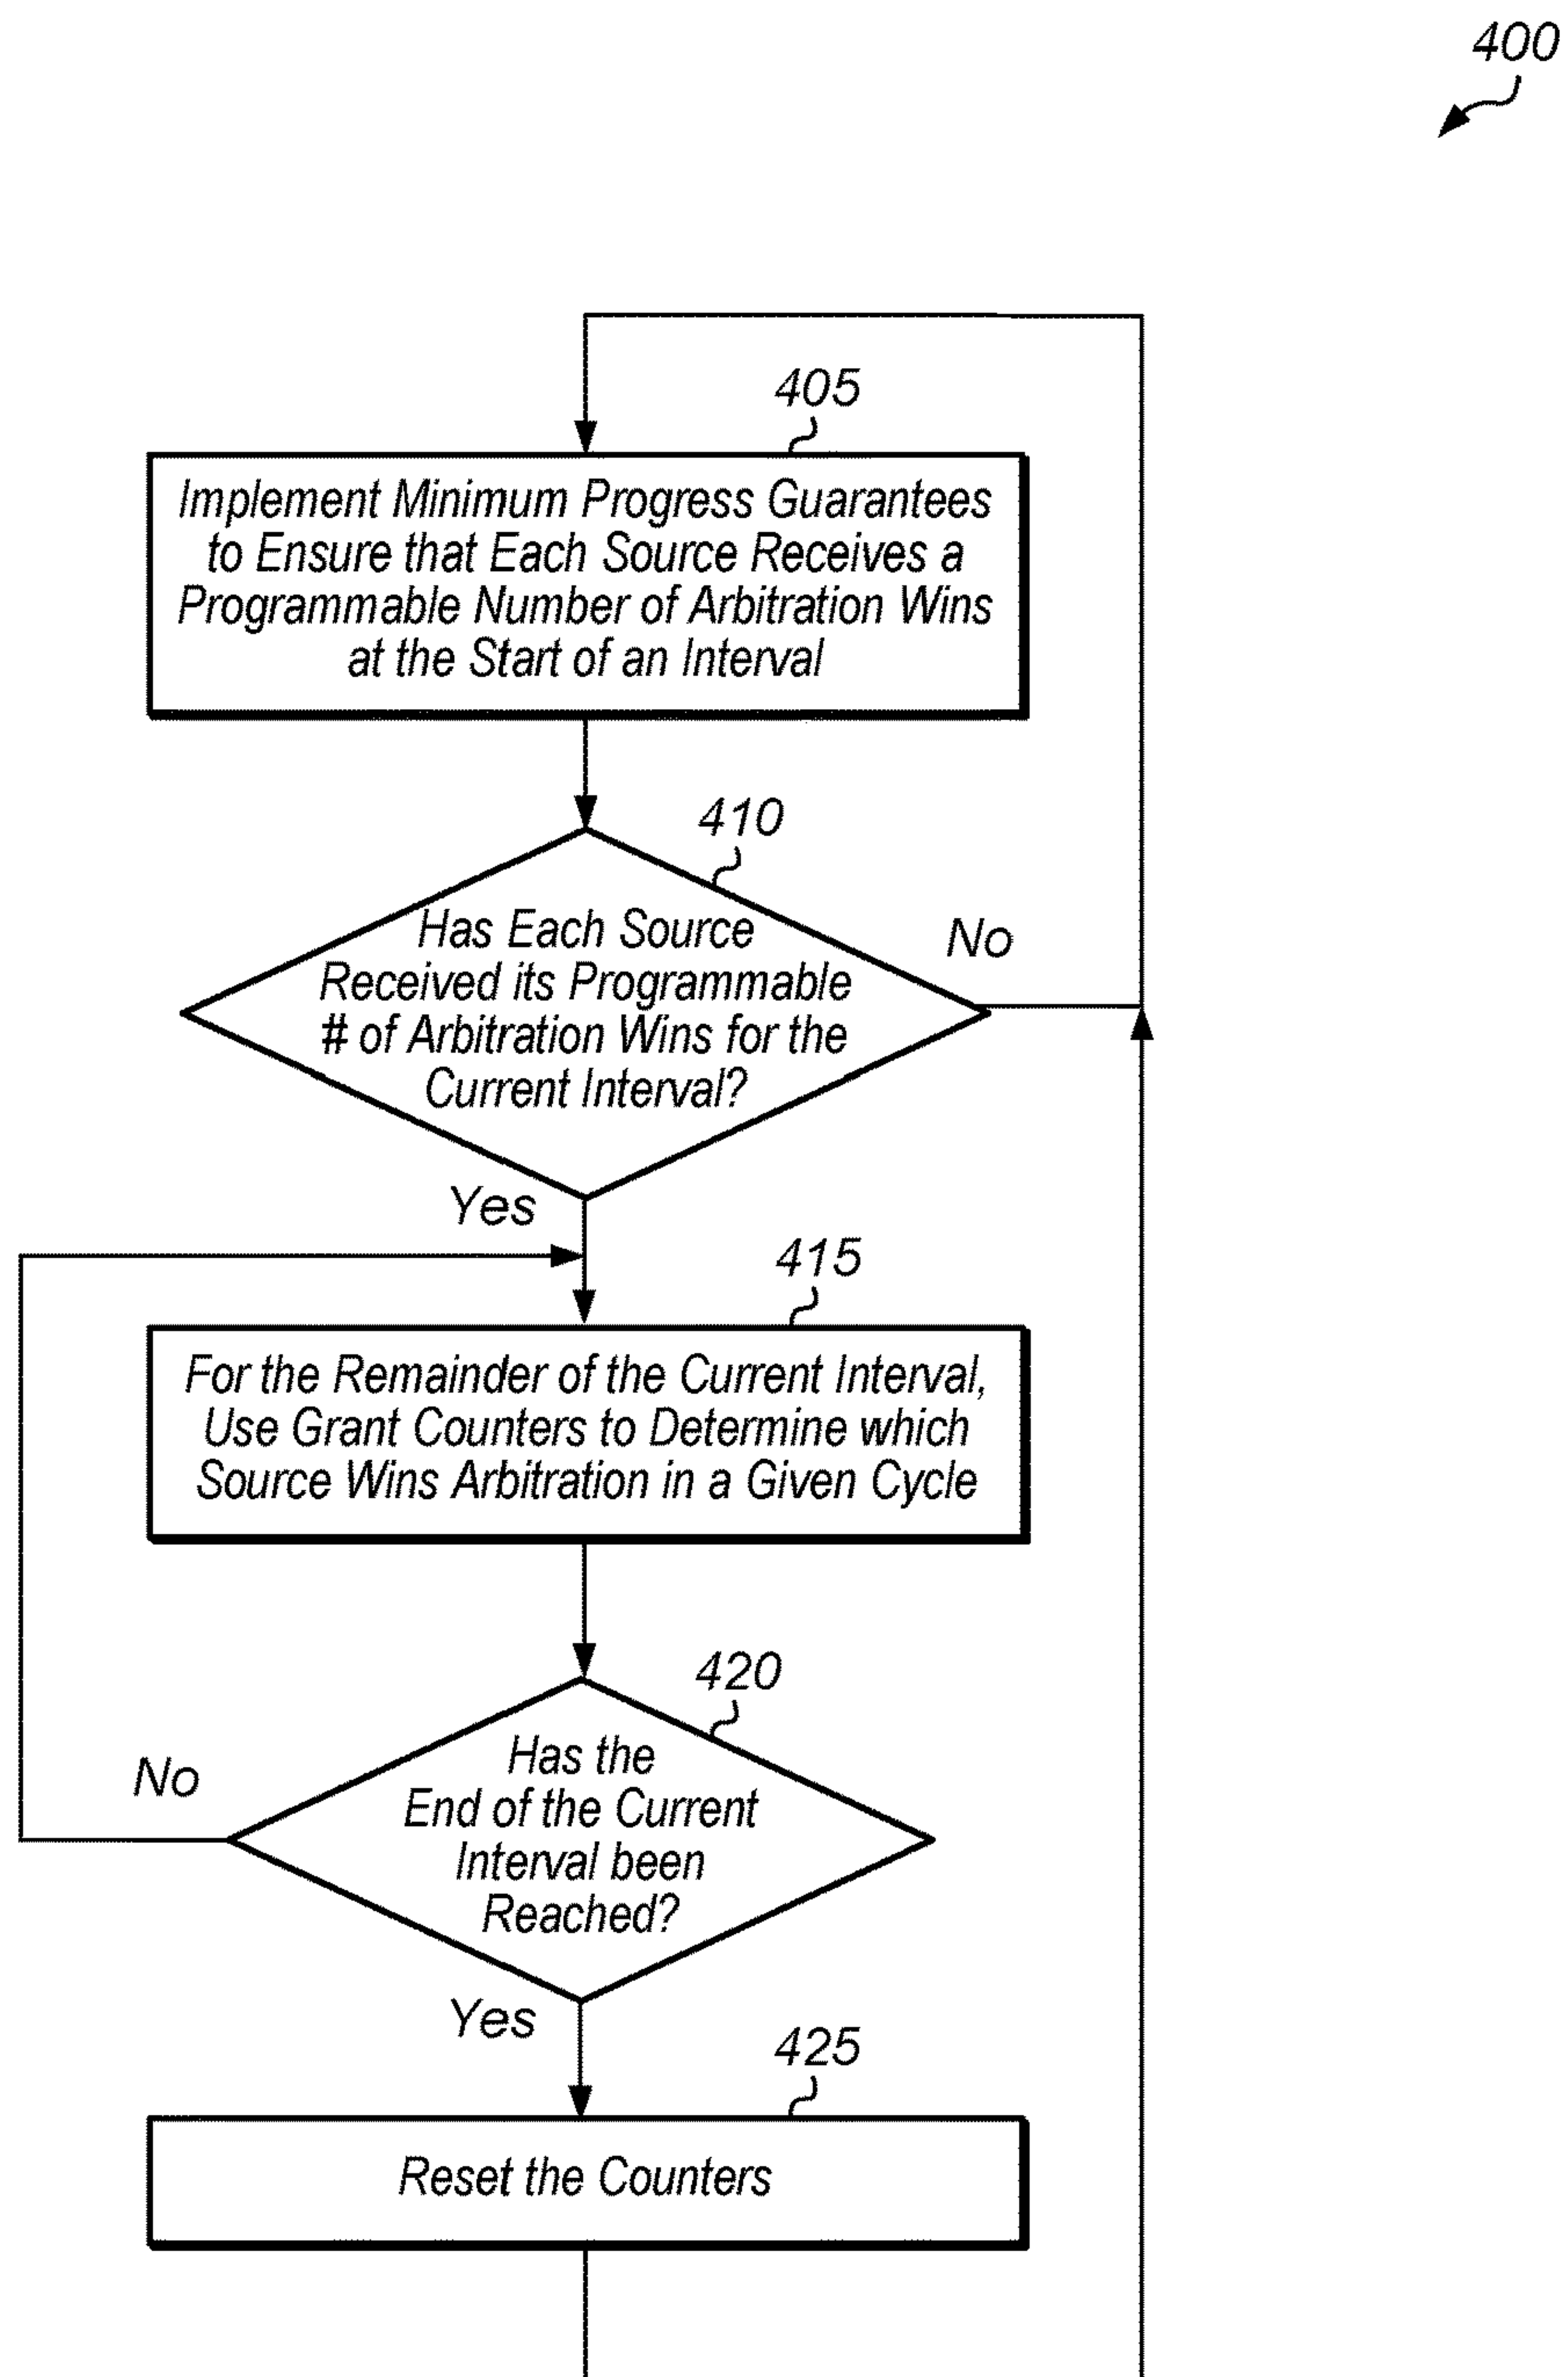 400
405
Implement Minimum Progress Guarantees
to Ensure that Each Source Receives a
Programmable Number of Arbitration Wins
at the Start of an Interval
410
Has Each Source
Received its Programmable
# of Arbitration Wins for the
Current Interval?
No
Yes
415
For the Remainder of the Current Interval,
Use Grant Counters to Determine which
Source Wins Arbitration in a Given Cycle
420
Has the
End of the Current
Interval been
Reached?
No
Yes
425
Reset the Counters